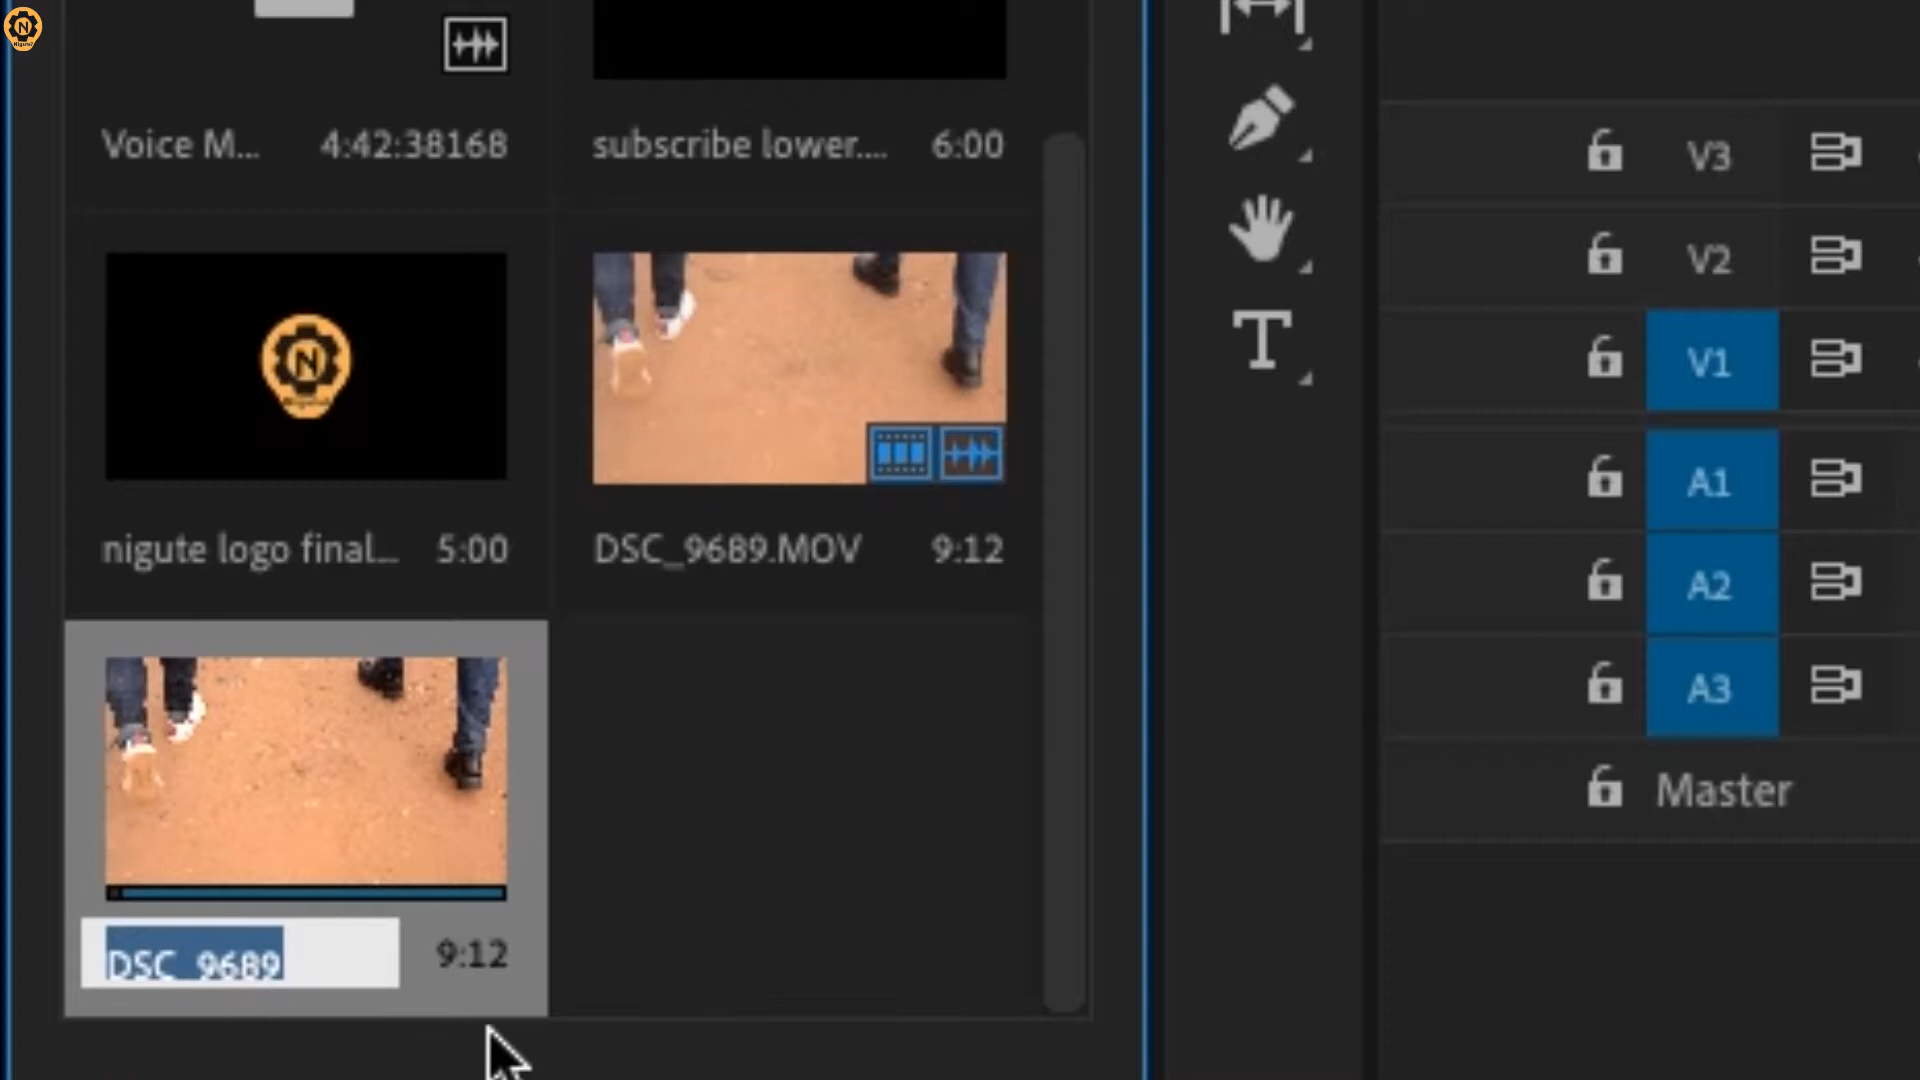 N
Nigute
Voice M... 4:42:38168
subscribe lower.... 6:00
V3
V2
N
V1
T
A1
nigute logo final... 5:00
DSC_9689.MOV 9:12
A2
A3
Master
DSC_9689 9:12